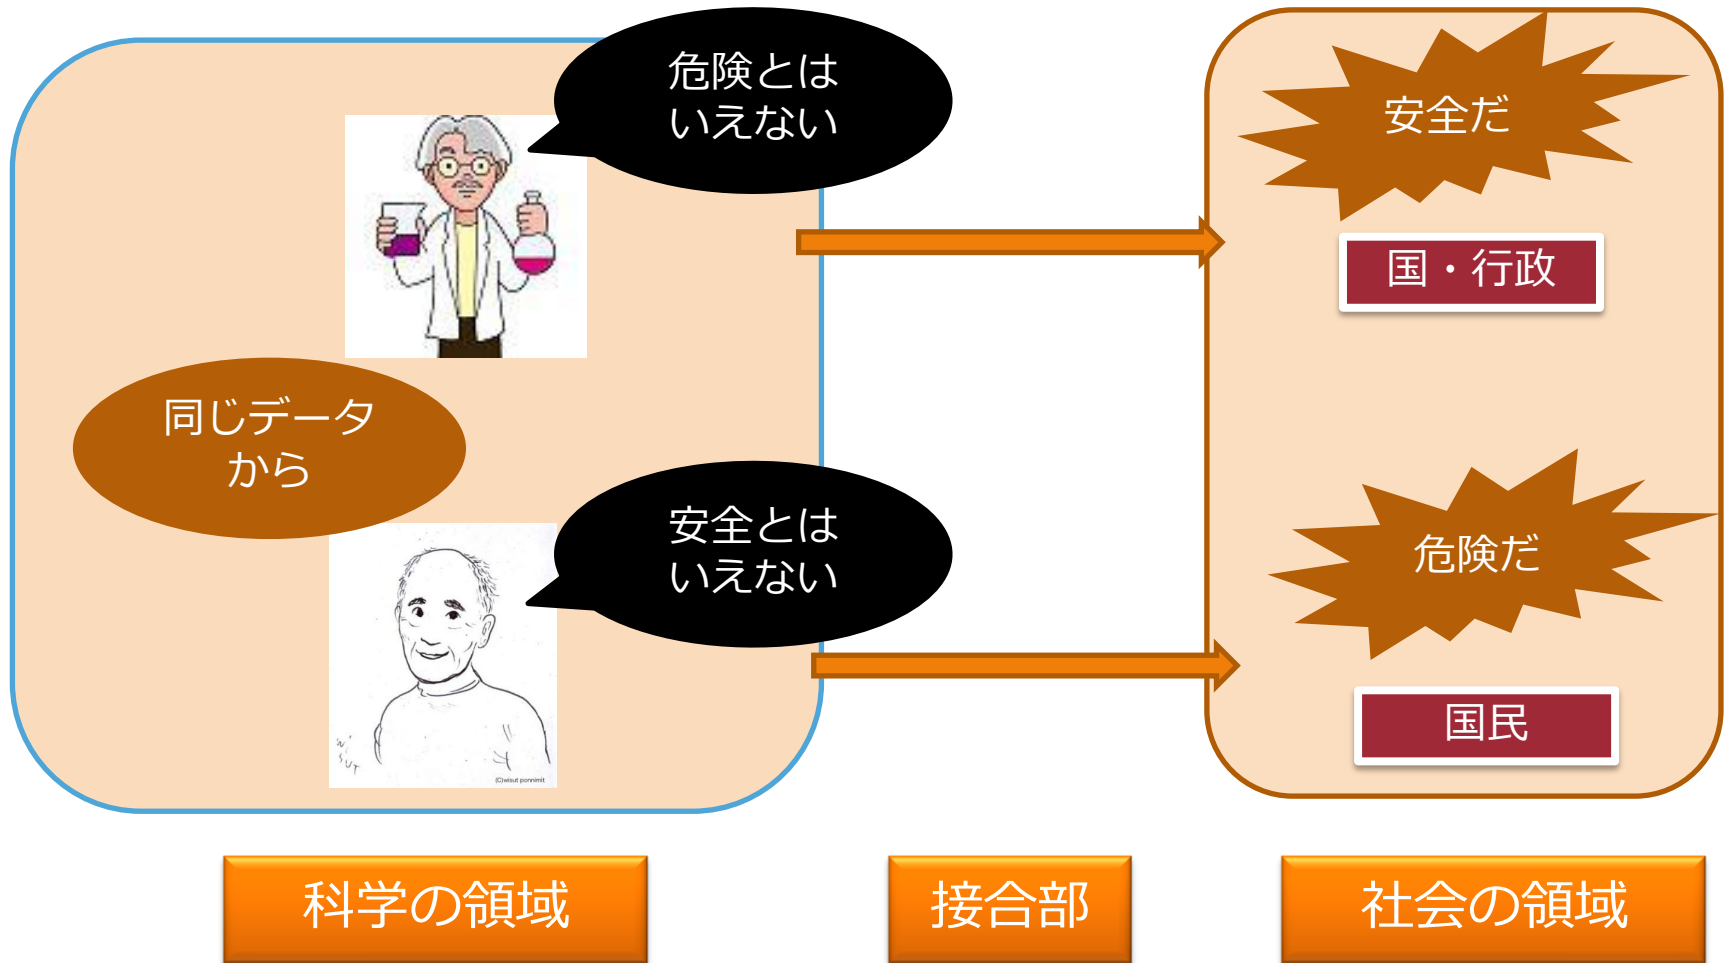 危険とは
いえない
安全だ
国・行政
同じデータ
から
安全とは
いえない
危険だ
国民
(C)wisut ponnimit
科学の領域
接合部
社会の領域